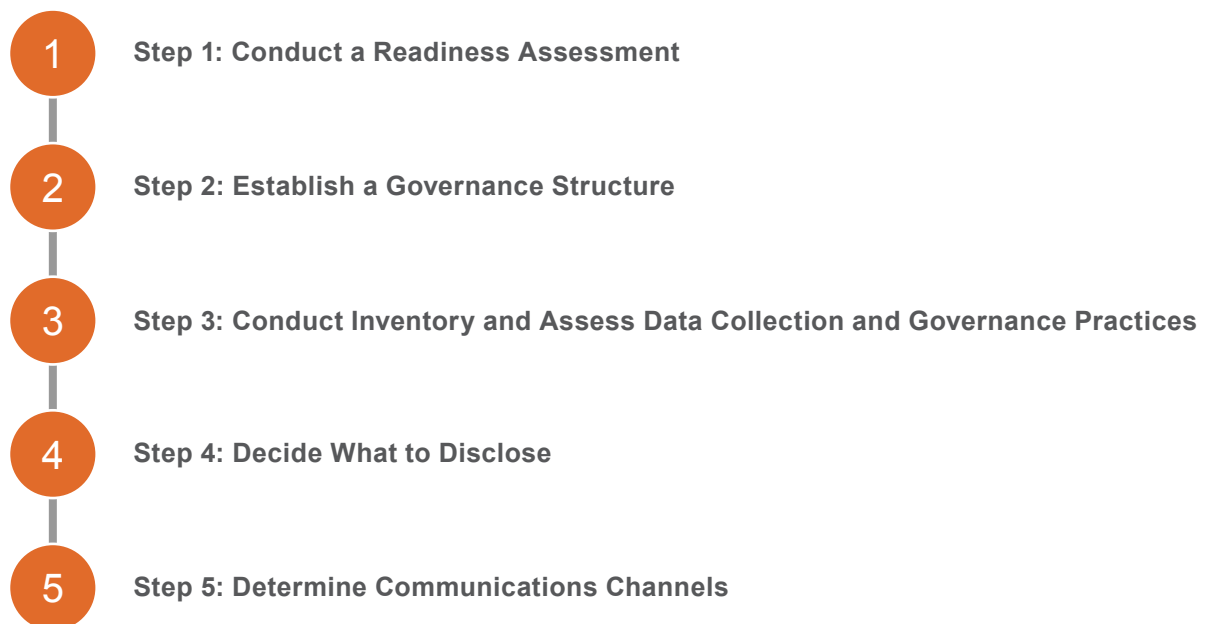 1
Step 1: Conduct a Readiness Assessment
2
Step 2: Establish a Governance Structure
3
Step 3: Conduct Inventory and Assess Data Collection and Governance Practices
4
Step 4: Decide What to Disclose
5
Step 5: Determine Communications Channels